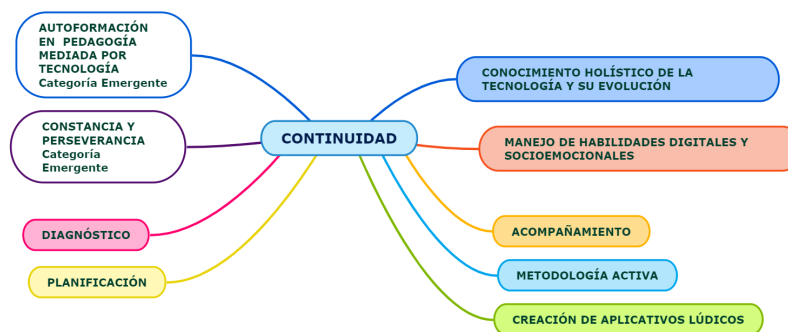 AUTOFORMACIÓN
EN PEDAGOGÍA
MEDIADA POR
TECNOLOGÍA
Categoría Emergente
CONSTANCIA Y
PERSEVERANCIA
Categoría
Emergente
DIAGNÓSTICO
PLANIFICACIÓN
CONTINUIDAD
CONOCIMIENTO HOLÍSTICO DE LA
TECNOLOGÍA Y SU EVOLUCIÓN
MANEJO DE HABILIDADES DIGITALES Y
SOCIOEMOCIONALES
ACOMPAÑAMIENTO
METODOLOGÍA ACTIVA
CREACIÓN DE APLICATIVOS LÚDICOS